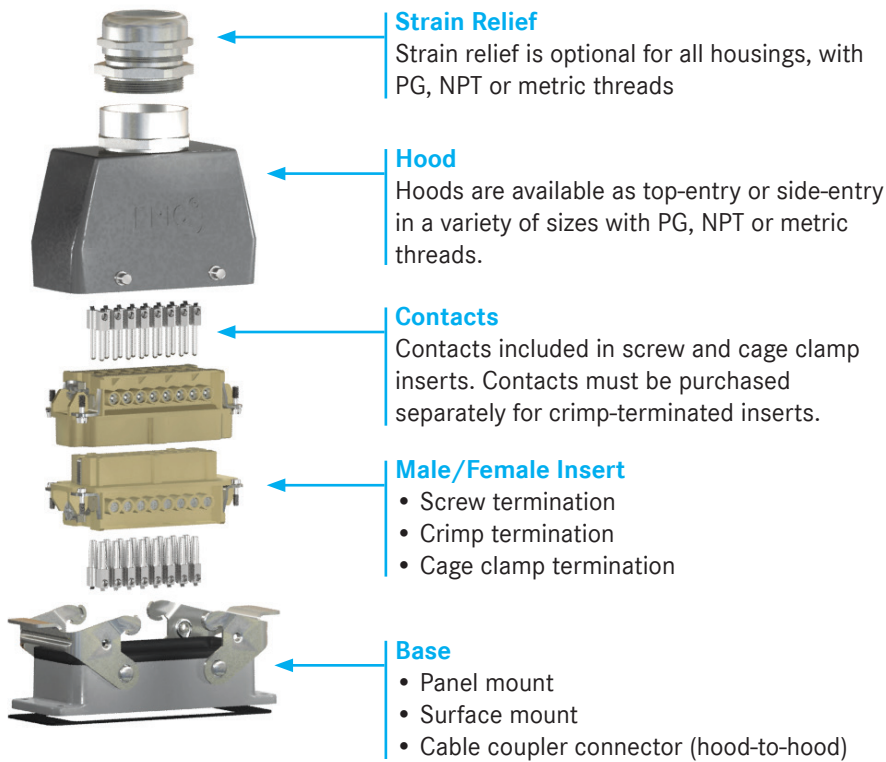 Strain Relief
Strain relief is optional for all housings, with
PG, NPT or metric threads
Hood
Hoods are available as top-entry or side-entry
in a variety of sizes with PG, NPT or metric
threads.
EPIC
Contacts
Contacts included in screw and cage clamp
inserts. Contacts must be purchased
separately for crimp-terminated inserts.
Male/Female Insert
• Screw termination
• Crimp termination
• Cage clamp termination
Base
• Panel mount
• Surface mount
• Cable coupler connector (hood-to-hood)